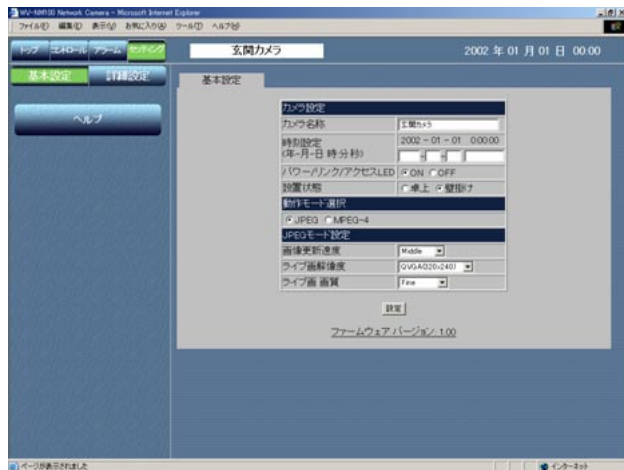 WV-NM100 Network Camera - Microsoft Internet Explorer
ファイル(F) 編集(E) 表示(V) お気に入り(A) ツール(T) ヘルプ(H)
トップ コントロール アラーム セッティング
玄関カメラ
2002 年 01 月 01 日 00:00
基本設定 詳細設定
ヘルプ
基本設定
カメラ設定
カメラ名称 玄関カメラ
時刻設定 2002 - 01 - 01 0:00:00
(年-月-日 時:分:秒)
パワー/リンク/アクセスLED ON OFF
設置状態 卓上 壁掛け
動作モード選択
JPEG MPEG-4
JPEGモード設定
画像更新速度 Middle
ライブ画解像度 QVGA(320x240)
ライブ画 画質 Fine
設定
ファームウェア バージョン: 1.00
ページが表示されました
インターネット